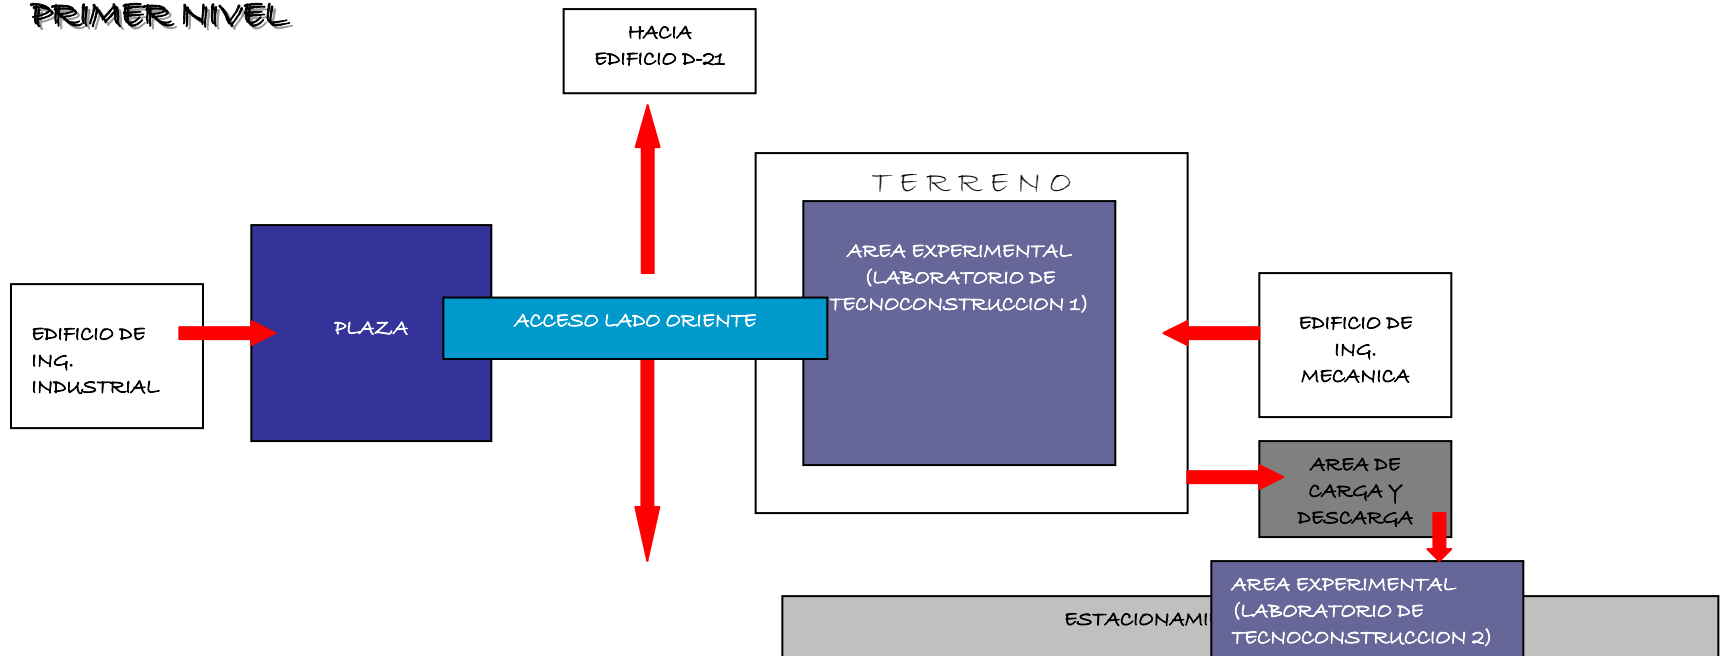 PRIMER NIVEL
HACIA
EDIFICIO D-21
TERRENO
AREA EXPERIMENTAL
(LABORATORIO DE
TECNOCONSTRUCCION 1)
PLAZA
ACCESO LADO ORIENTE
EDIFICIO DE
ING.
INDUSTRIAL
EDIFICIO DE
ING.
MECANICA
AREA DE
CARGA Y
DESCARGA
AREA EXPERIMENTAL
(LABORATORIO DE
TECNOCONSTRUCCION 2)